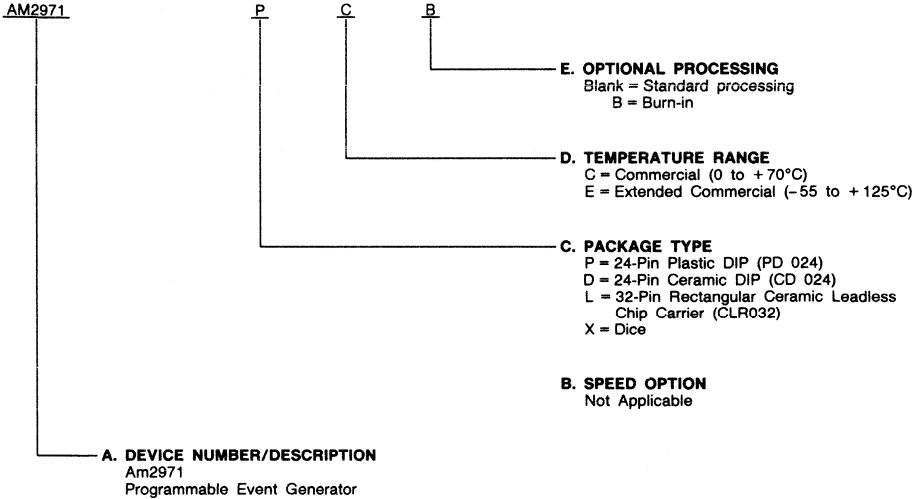 AM2971 P C B
E. OPTIONAL PROCESSING
Blank = Standard processing
B = Burn-in
D. TEMPERATURE RANGE
C = Commercial (0 to +70°C)
E = Extended Commercial (–55 to +125°C)
C. PACKAGE TYPE
P = 24-Pin Plastic DIP (PD 024)
D = 24-Pin Ceramic DIP (CD 024)
L = 32-Pin Rectangular Ceramic Leadless
Chip Carrier (CLR032)
X = Dice
B. SPEED OPTION
Not Applicable
A. DEVICE NUMBER/DESCRIPTION
Am2971
Programmable Event Generator